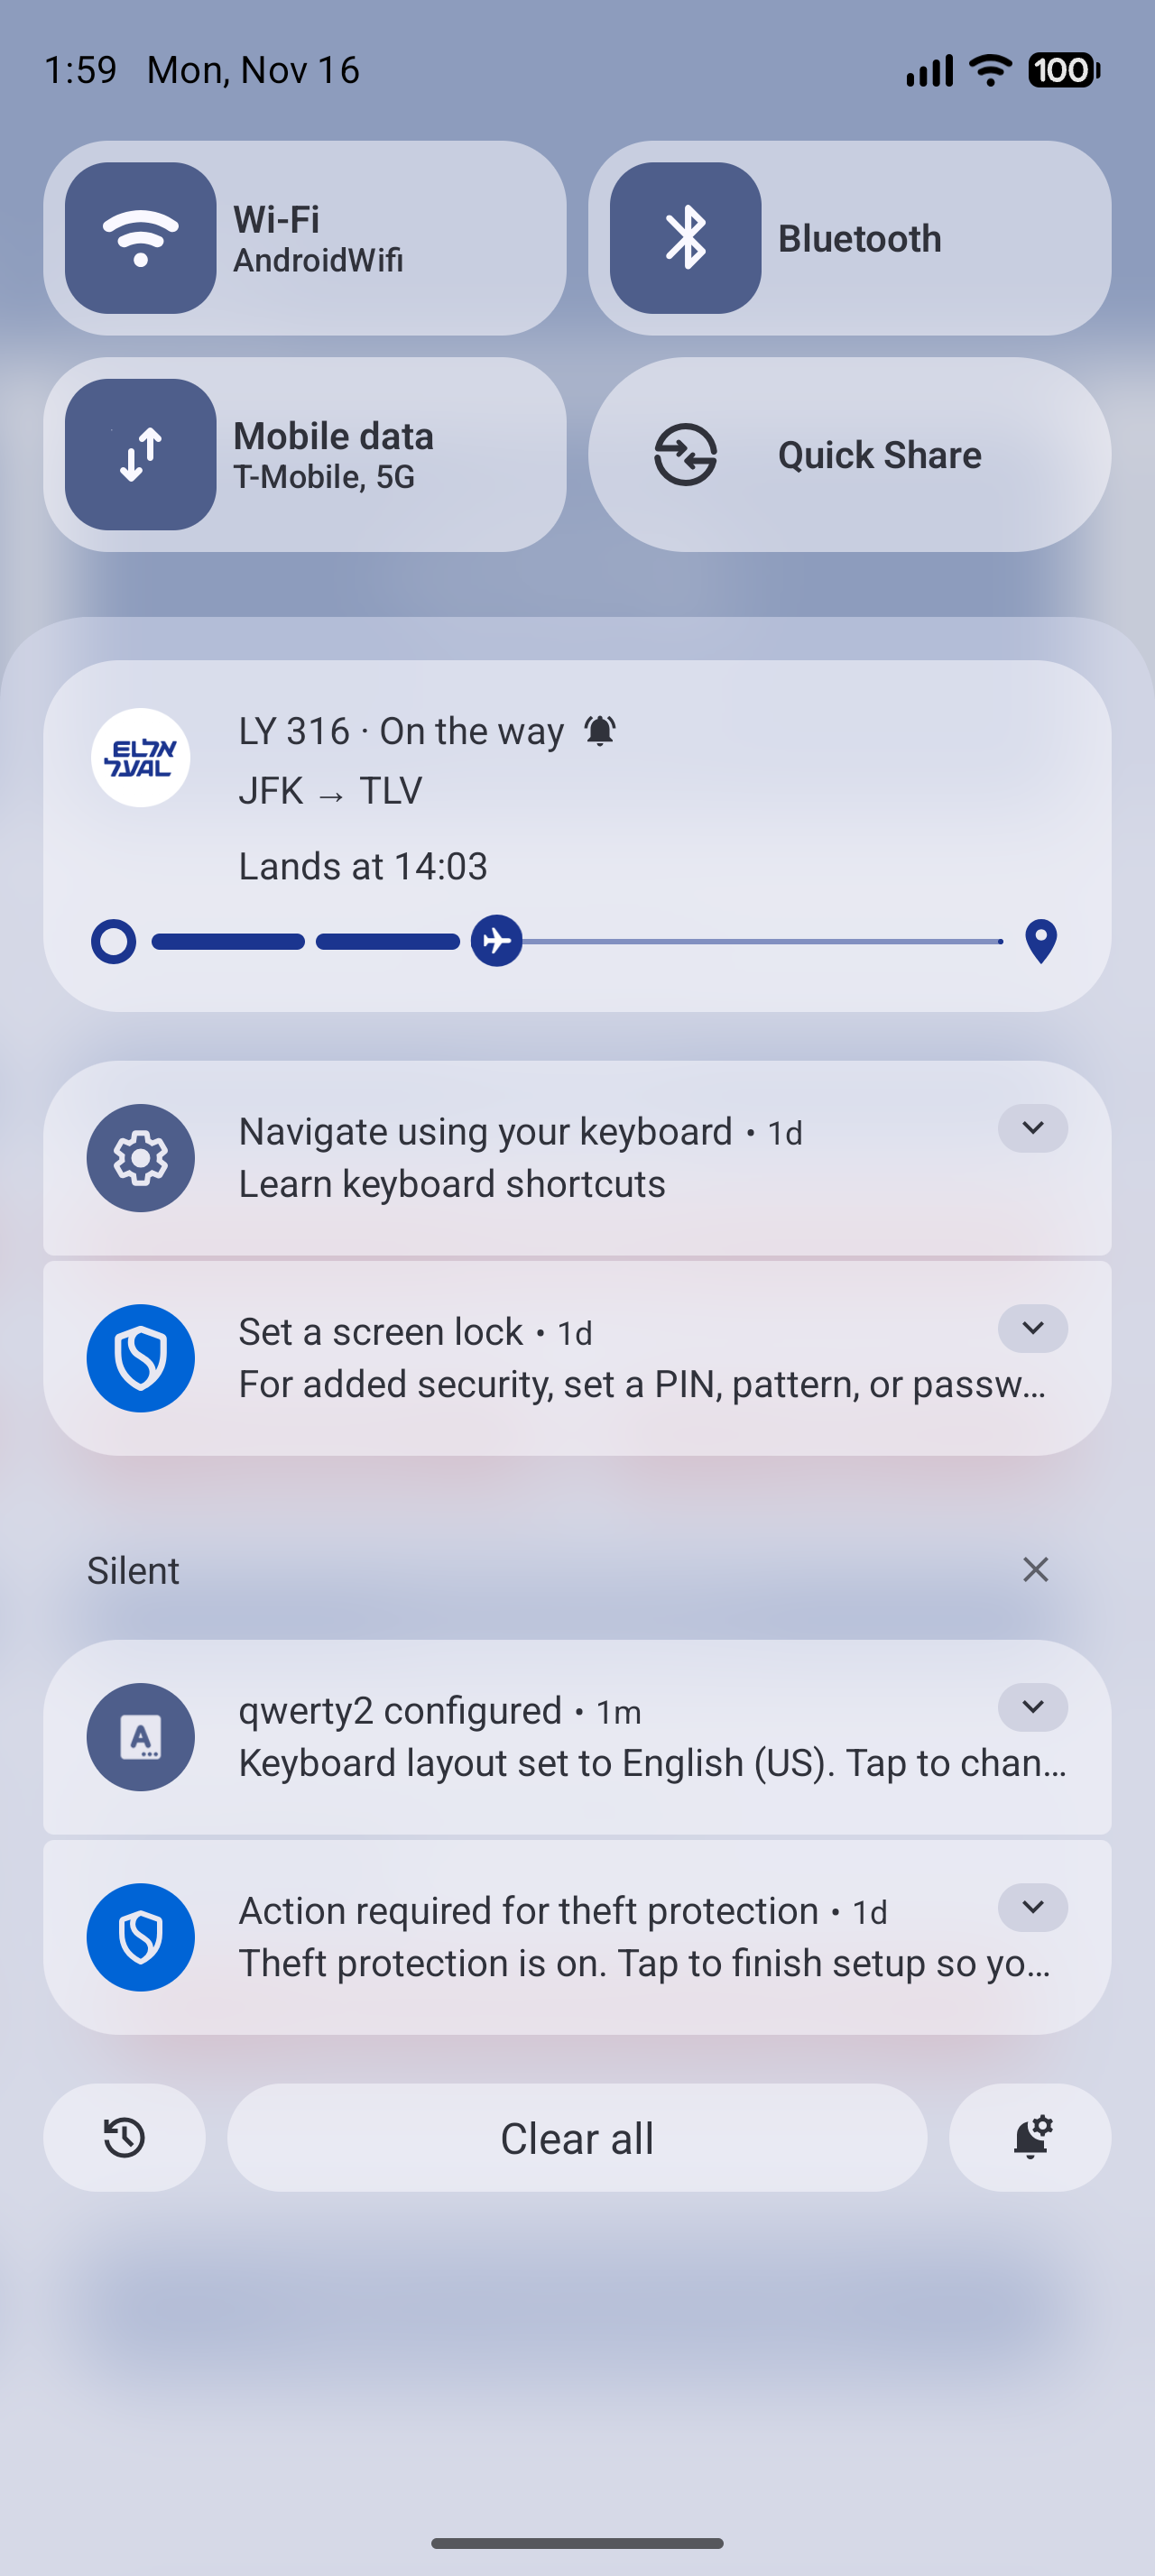 1:59 Mon, Nov 16
100
Wi-Fi
AndroidWifi
Bluetooth
Mobile data
T-Mobile, 5G
Quick Share
LY 316 · On the way
JFK → TLV
Lands at 14:03
ELאל
עלAL
Navigate using your keyboard • 1d
Learn keyboard shortcuts
Set a screen lock • 1d
For added security, set a PIN, pattern, or passw…
Silent
qwerty2 configured • 1m
Keyboard layout set to English (US). Tap to chan…
Action required for theft protection • 1d
Theft protection is on. Tap to finish setup so yo…
Clear all